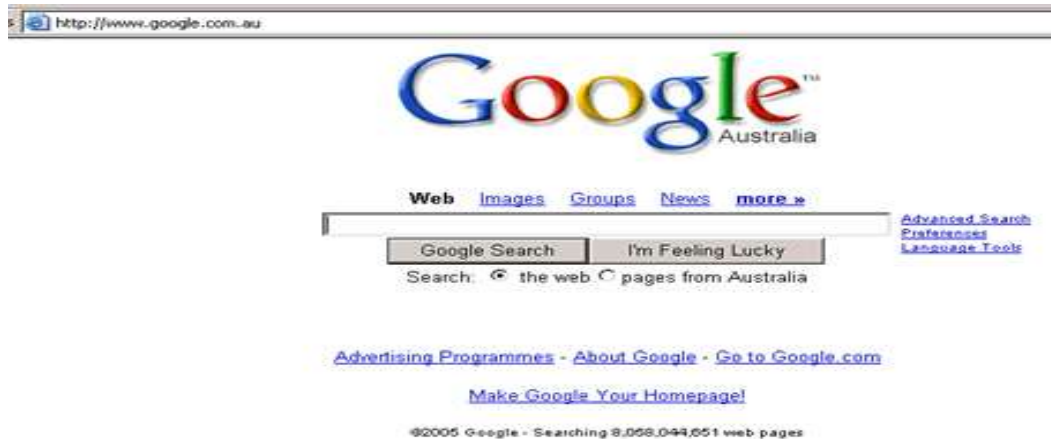 http://www.google.com.au
Google™
Australia
Web Images Groups News more »
Advanced Search
Preferences
Language Tools
Google Search I'm Feeling Lucky
Search: the web pages from Australia
Advertising Programmes - About Google - Go to Google.com
Make Google Your Homepage!
©2005 Google - Searching 8,058,044,651 web pages